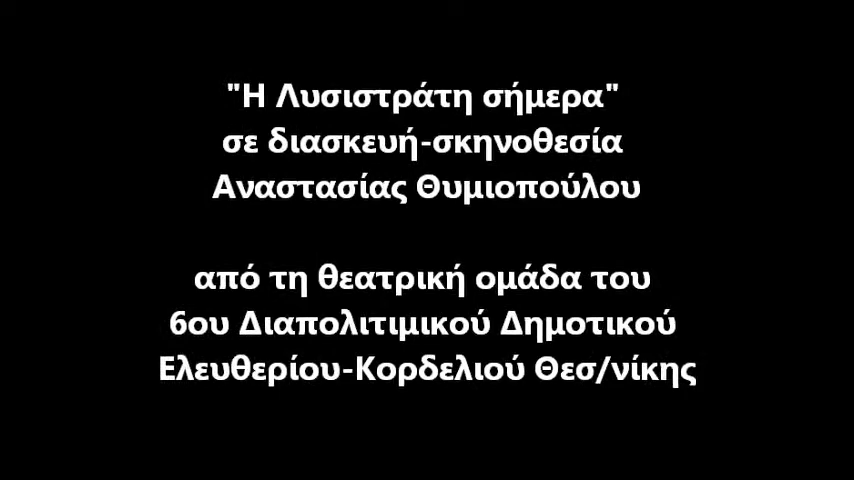 "Η Λυσιστράτη σήμερα"
σε διασκευή-σκηνοθεσία
Αναστασίας Θυμιοπούλου
από τη θεατρική ομάδα του
6ου Διαπολιτιμικού Δημοτικού
Ελευθερίου-Κορδελιού Θεσ/νίκης